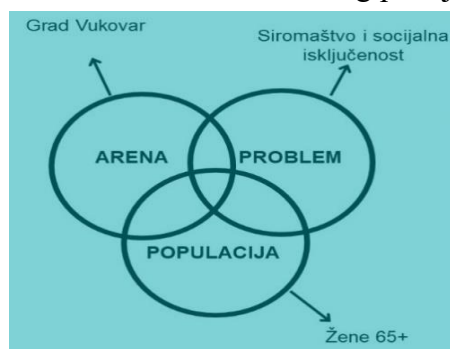 Grad Vukovar
Siromaštvo i socijalna
isključenost
ARENA
PROBLEM
POPULACIJA
Žene 65+